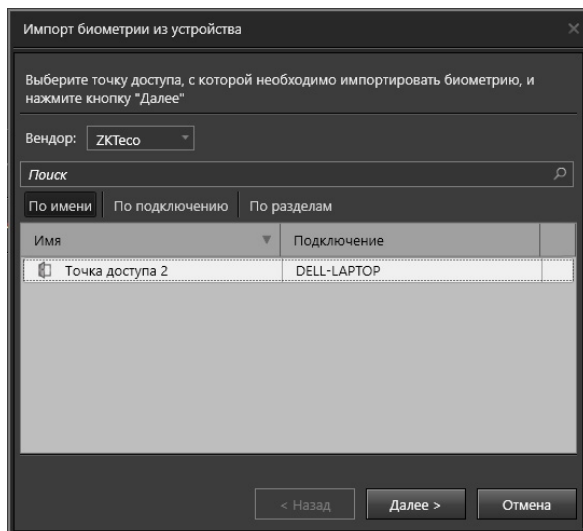 Импорт биометрии из устройства
Выберите точку доступа, с которой необходимо импортировать биометрию, и
нажмите кнопку "Далее"
Вендор: ZKTeco
Поиск
По имени По подключению По разделам
Имя Подключение
Точка доступа 2 DELL-LAPTOP
< Назад Далее > Отмена